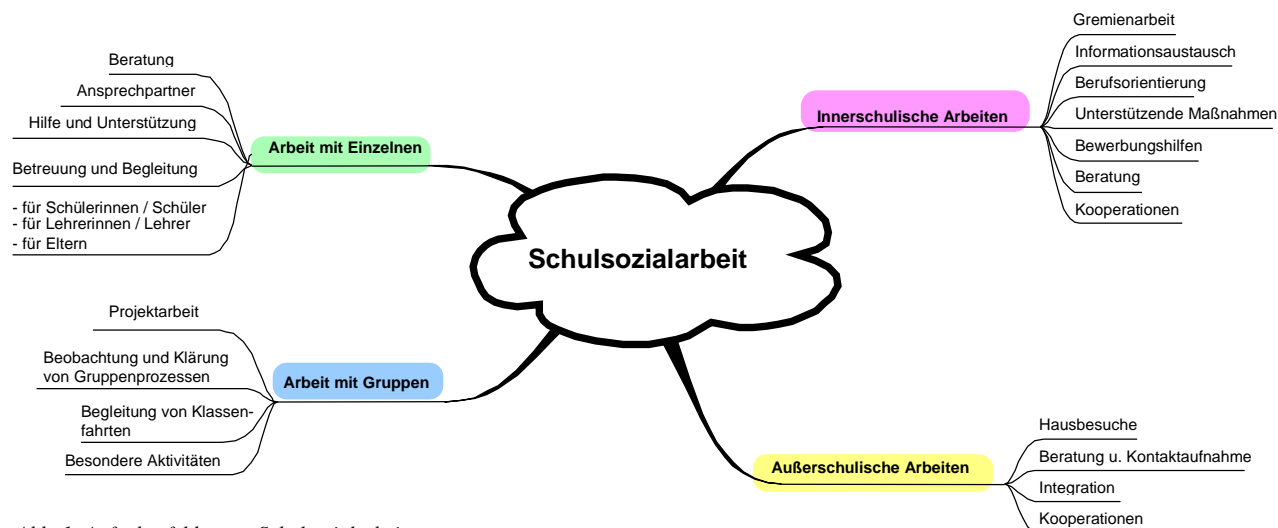 Schulsozialarbeit
Arbeit mit Einzelnen
Beratung
Ansprechpartner
Hilfe und Unterstützung
Betreuung und Begleitung
- für Schülerinnen / Schüler
- für Lehrerinnen / Lehrer
- für Eltern
Arbeit mit Gruppen
Projektarbeit
Beobachtung und Klärung
von Gruppenprozessen
Begleitung von Klassen-
fahrten
Besondere Aktivitäten
Innerschulische Arbeiten
Gremienarbeit
Informationsaustausch
Berufsorientierung
Unterstützende Maßnahmen
Bewerbungshilfen
Beratung
Kooperationen
Außerschulische Arbeiten
Hausbesuche
Beratung u. Kontaktaufnahme
Integration
Kooperationen